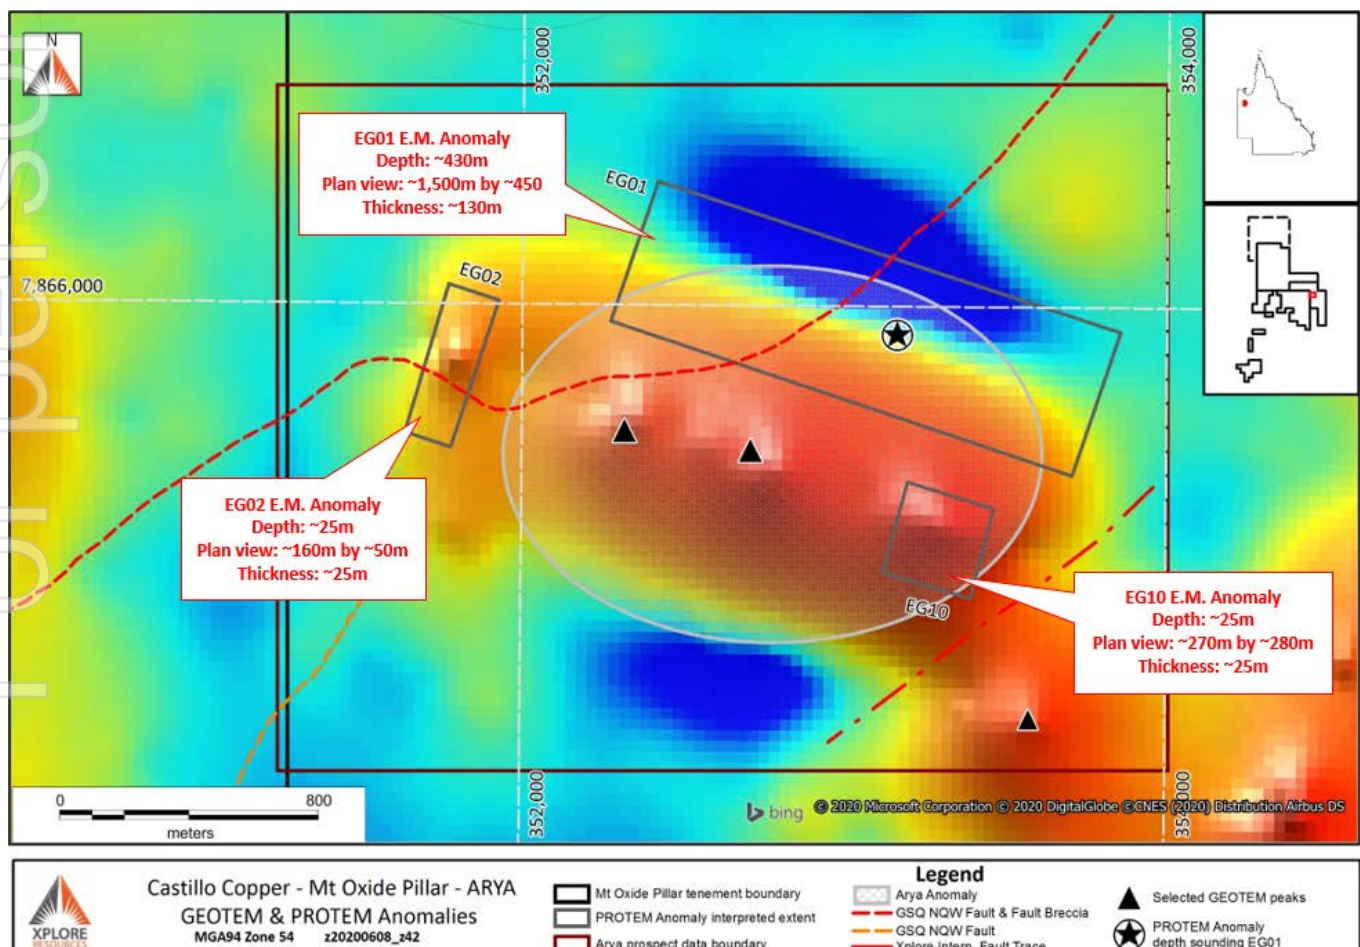 N
352,000
354,000
EG01 E.M. Anomaly
Depth: ~430m
Plan view: ~1,500m by ~450
Thickness: ~130m
EG01
EG02
7,866,000
EG02 E.M. Anomaly
Depth: ~25m
Plan view: ~160m by ~50m
Thickness: ~25m
EG10
EG10 E.M. Anomaly
Depth: ~25m
Plan view: ~270m by ~280m
Thickness: ~25m
0 800
meters
352,000
354,000
bing © 2020 Microsoft Corporation © 2020 DigitalGlobe ©CNES (2020) Distribution Airbus DS
XPLORE
RESOURCES
Castillo Copper - Mt Oxide Pillar - ARYA
GEOTEM & PROTEM Anomalies
MGA94 Zone 54 z20200608_z42
Legend
Mt Oxide Pillar tenement boundary
PROTEM Anomaly interpreted extent
Arya prospect data boundary
Arya Anomaly
GSQ NQW Fault & Fault Breccia
GSQ NQW Fault
Xplore Interp. Fault Trace
Selected GEOTEM peaks
PROTEM Anomaly
depth sounding EG01